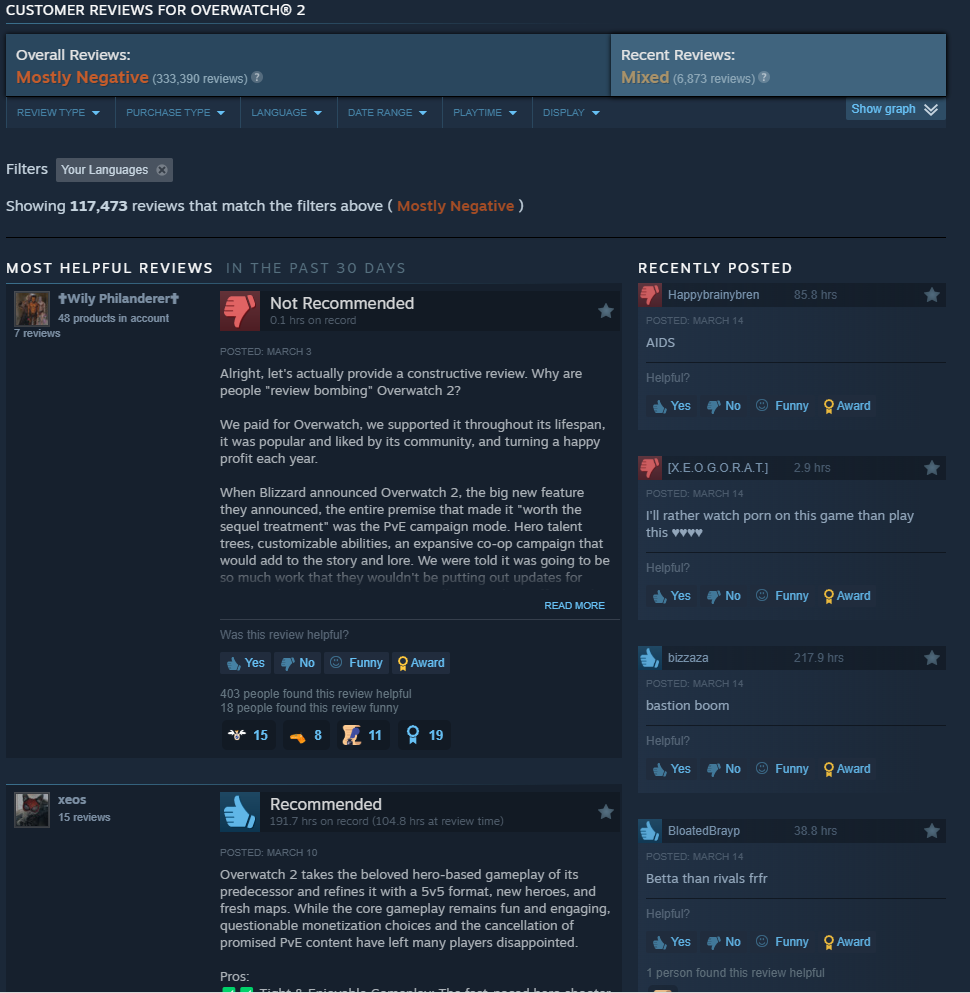 CUSTOMER REVIEWS FOR OVERWATCH® 2
Overall Reviews:
Mostly Negative (333,390 reviews) ?
Recent Reviews:
Mixed (6,873 reviews) ?
REVIEW TYPE PURCHASE TYPE LANGUAGE DATE RANGE PLAYTIME DISPLAY
Show graph
Filters Your Languages
Showing 117,473 reviews that match the filters above ( Mostly Negative )
MOST HELPFUL REVIEWS IN THE PAST 30 DAYS
✝Wily Philanderer✝
48 products in account
7 reviews
Not Recommended
0.1 hrs on record
POSTED: MARCH 3
Alright, let's actually provide a constructive review. Why are
people "review bombing" Overwatch 2?
We paid for Overwatch, we supported it throughout its lifespan,
it was popular and liked by its community, and turning a happy
profit each year.
When Blizzard announced Overwatch 2, the big new feature
they announced, the entire premise that made it "worth the
sequel treatment" was the PvE campaign mode. Hero talent
trees, customizable abilities, an expansive co-op campaign that
would add to the story and lore. We were told it was going to be
so much work that they wouldn't be putting out updates for
READ MORE
Was this review helpful?
Yes No Funny Award
403 people found this review helpful
18 people found this review funny
15 8 11 19
xeos
15 reviews
Recommended
191.7 hrs on record (104.8 hrs at review time)
POSTED: MARCH 10
Overwatch 2 takes the beloved hero-based gameplay of its
predecessor and refines it with a 5v5 format, new heroes, and
fresh maps. While the core gameplay remains fun and engaging,
questionable monetization choices and the cancellation of
promised PvE content have left many players disappointed.
Pros:
Tight & Enjoyable Gameplay: The fast-paced hero shooter
RECENTLY POSTED
Happybrainybren 85.8 hrs
POSTED: MARCH 14
AIDS
Helpful?
Yes No Funny Award
[X.E.O.G.O.R.A.T.] 2.9 hrs
POSTED: MARCH 14
I'll rather watch porn on this game than play
this ♥♥♥♥
Helpful?
Yes No Funny Award
bizzaza 217.9 hrs
POSTED: MARCH 14
bastion boom
Helpful?
Yes No Funny Award
BloatedBrayp 38.8 hrs
POSTED: MARCH 14
Betta than rivals frfr
Helpful?
Yes No Funny Award
1 person found this review helpful